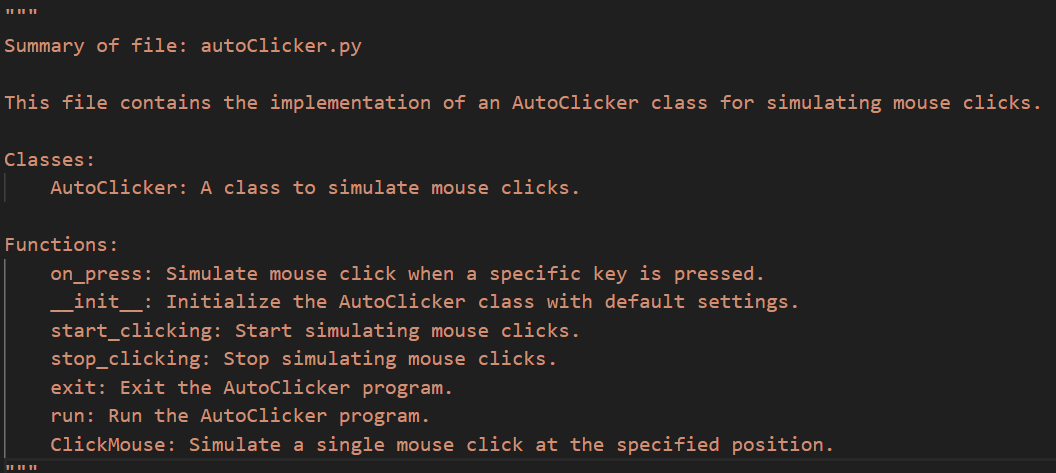 """
Summary of file: autoClicker.py
This file contains the implementation of an AutoClicker class for simulating mouse clicks.
Classes:
AutoClicker: A class to simulate mouse clicks.
Functions:
on_press: Simulate mouse click when a specific key is pressed.
__init__: Initialize the AutoClicker class with default settings.
start_clicking: Start simulating mouse clicks.
stop_clicking: Stop simulating mouse clicks.
exit: Exit the AutoClicker program.
run: Run the AutoClicker program.
ClickMouse: Simulate a single mouse click at the specified position.
"""